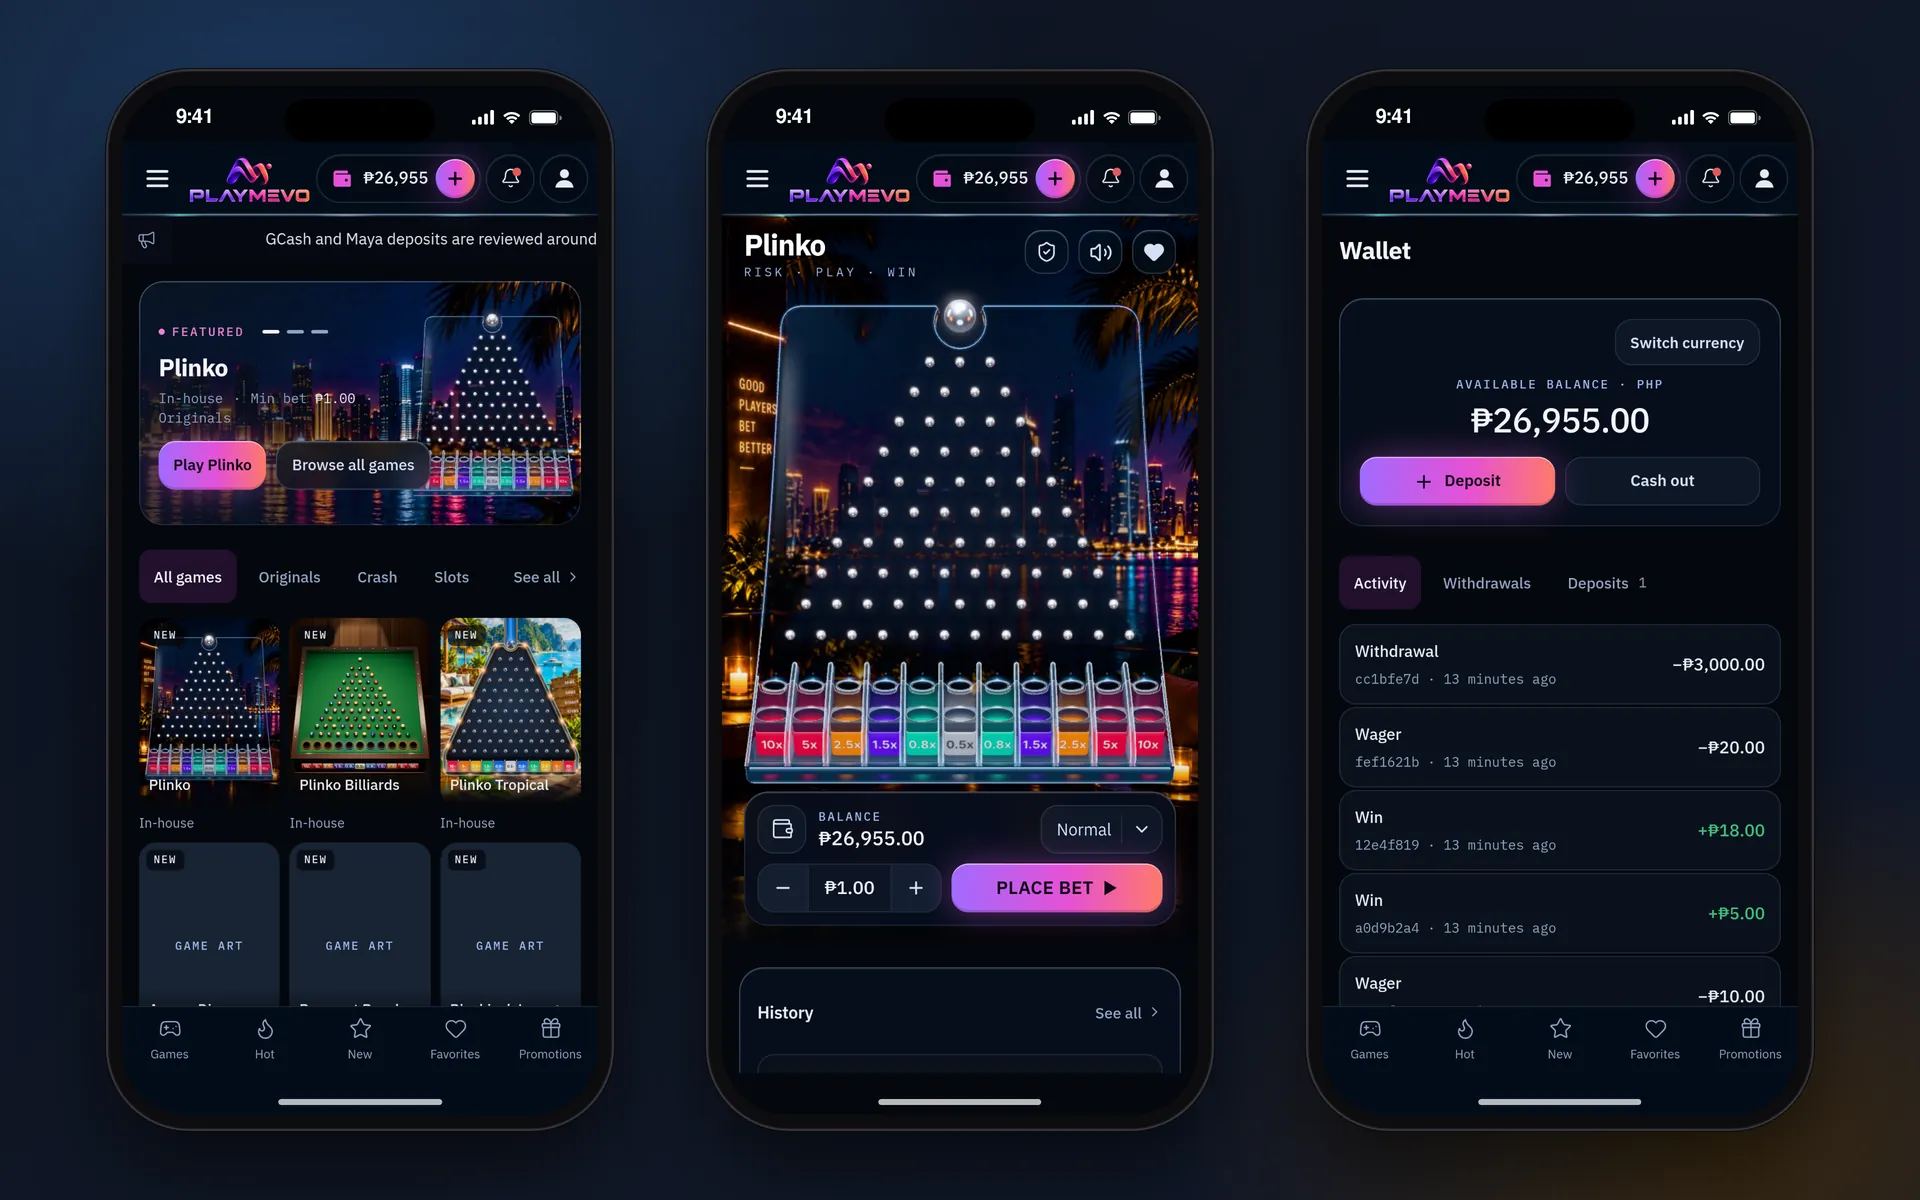 9:41
PLAYMEVO
₱26,955
GCash and Maya deposits are reviewed around
FEATURED
Plinko
In-house · Min bet ₱1.00 ·
Originals
Play Plinko
Browse all games
All games
Originals
Crash
Slots
See all
NEW
NEW
NEW
Plinko
Plinko Billiards
Plinko Tropical
In-house
In-house
In-house
NEW
NEW
NEW
GAME ART
GAME ART
GAME ART
Games
Hot
New
Favorites
Promotions
9:41
PLAYMEVO
₱26,955
Plinko
RISK · PLAY · WIN
GOOD
PLAYERS
BET
BETTER
10x 5x 2.5x 1.5x 0.8x 0.5x 0.8x 1.5x 2.5x 5x 10x
BALANCE
₱26,955.00
Normal
− ₱1.00 +
PLACE BET
History
See all
9:41
PLAYMEVO
₱26,955
Wallet
Switch currency
AVAILABLE BALANCE · PHP
₱26,955.00
+ Deposit
Cash out
Activity
Withdrawals
Deposits 1
Withdrawal
−₱3,000.00
cc1bfe7d · 13 minutes ago
Wager
−₱20.00
fef1621b · 13 minutes ago
Win
+₱18.00
12e4f819 · 13 minutes ago
Win
+₱5.00
a0d9b2a4 · 13 minutes ago
Wager
−₱10.00
Games
Hot
New
Favorites
Promotions